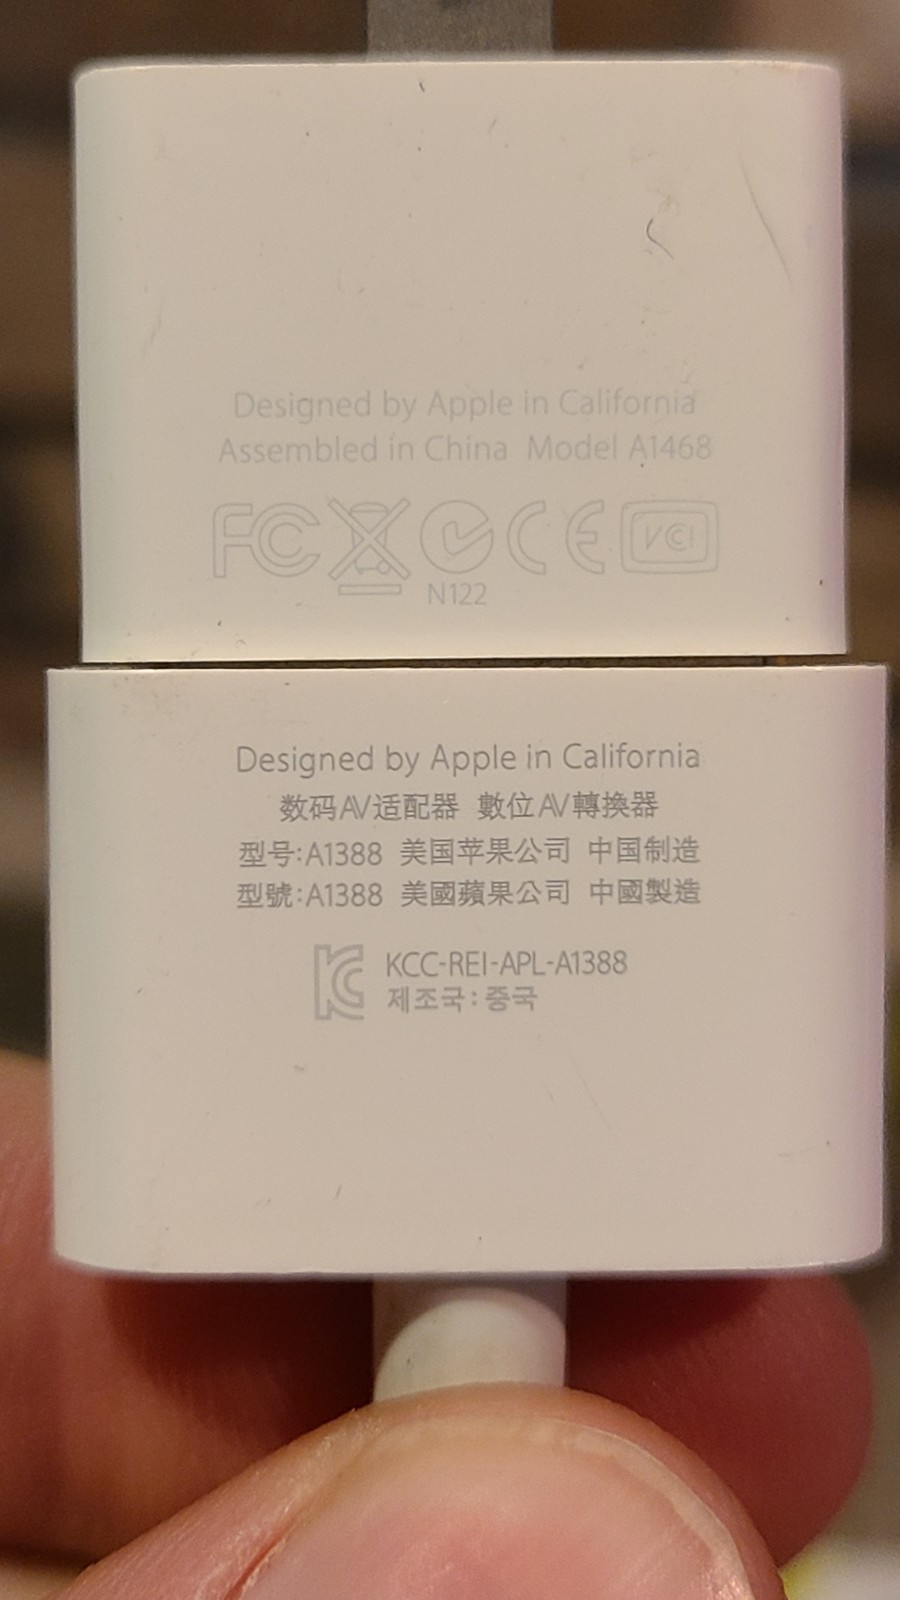 Designed by Apple in California
Assembled in China Model A1468
FC CE VCI
N122
Designed by Apple in California
数码AV适配器 數位AV轉換器
型号:A1388 美国苹果公司 中国制造
型號:A1388 美國蘋果公司 中國製造
KCC-REI-APL-A1388
제조국:중국